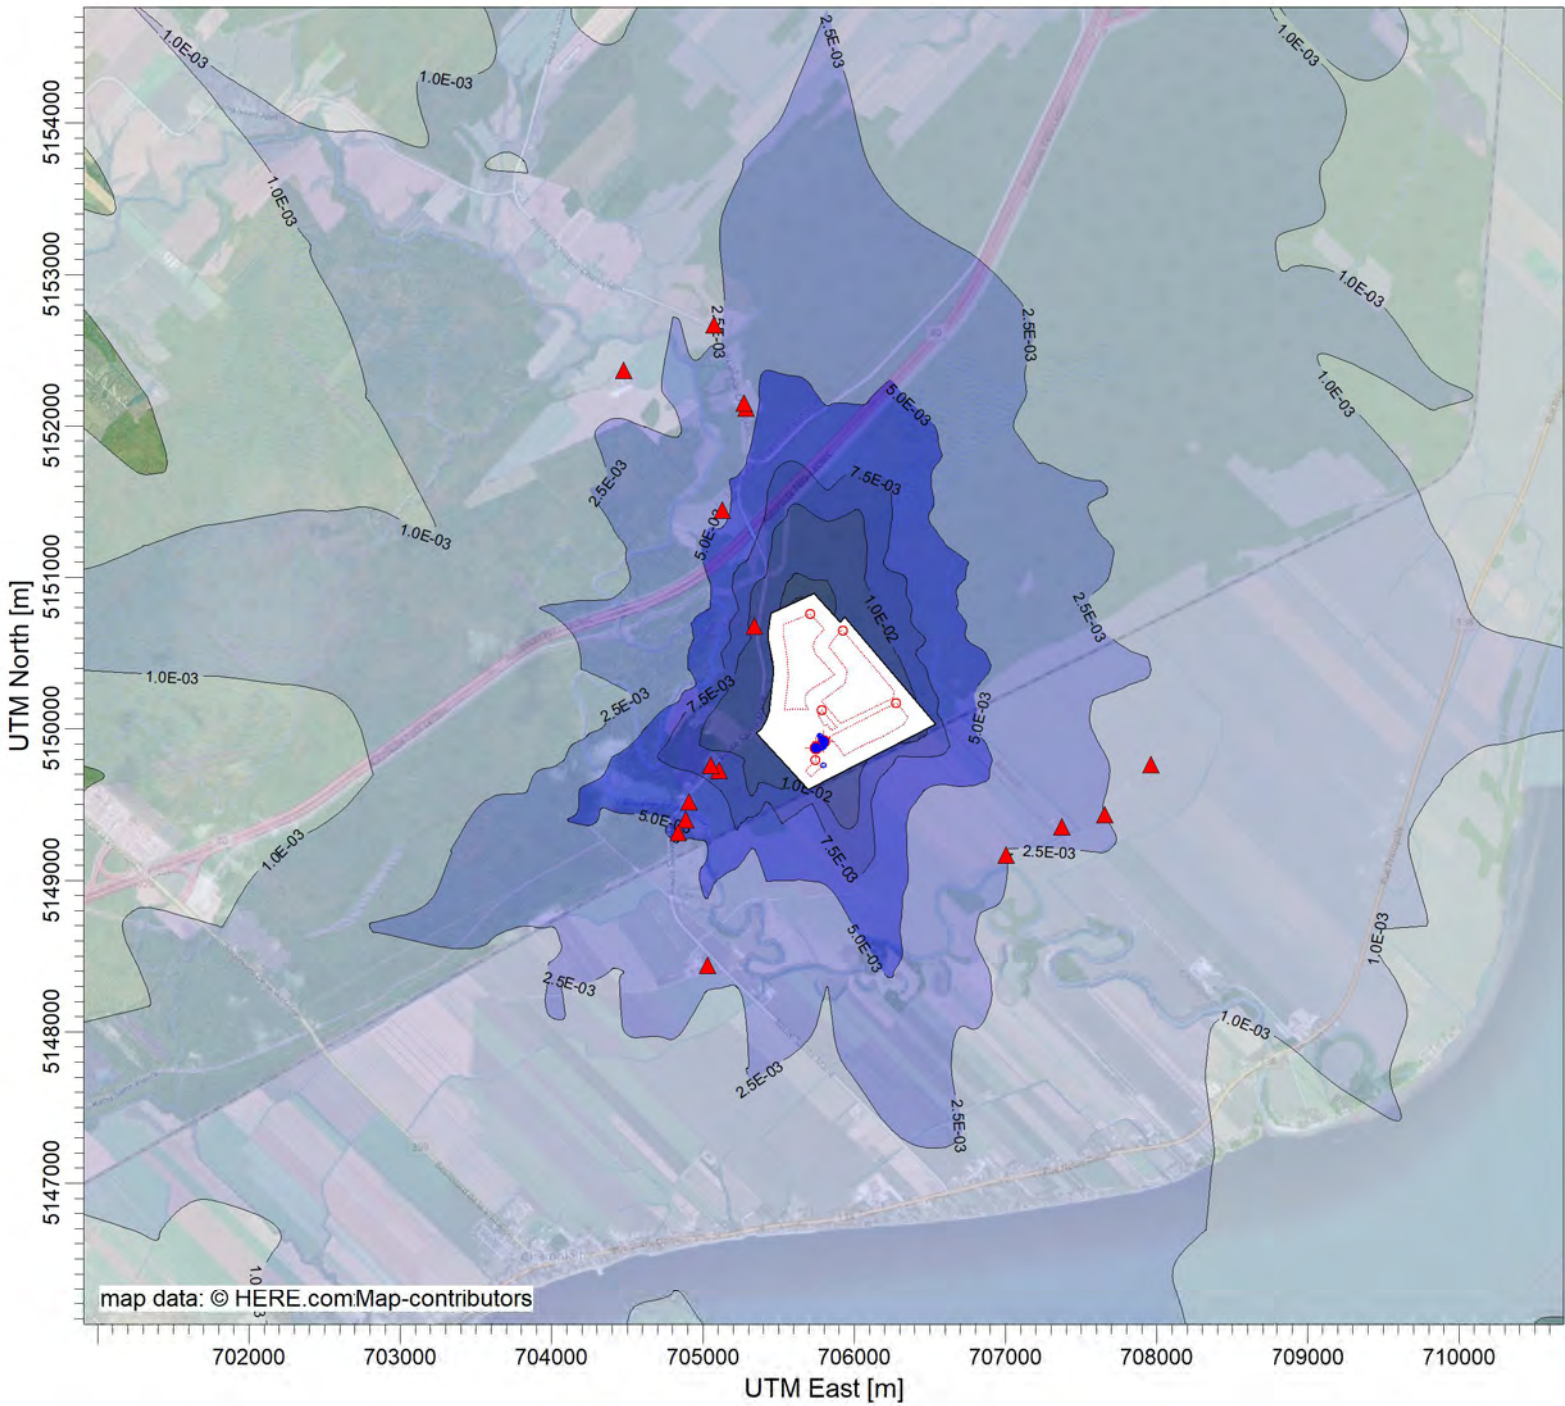 2.5E-03
1.0E-03
1.0E-03
1.0E-03
1.0E-03
1.0E-03
2.5E-03
2.5E-03
1.0E-03
5.0E-03
7.5E-03
2.5E-03
1.0E-03
5.0E-03
1.0E-02
2.5E-03
1.0E-03
7.5E-03
2.5E-03
5.0E-03
1.0E-02
5.0E-03
7.5E-03
2.5E-03
1.0E-03
5.0E-03
1.0E-03
2.5E-03
1.0E-03
2.5E-03
2.5E-03
map data: © HERE.com:Map-contributors
5154000
5153000
5152000
5151000
5150000
5149000
5148000
5147000
UTM North [m]
702000
703000
704000
705000
706000
707000
708000
709000
710000
UTM East [m]